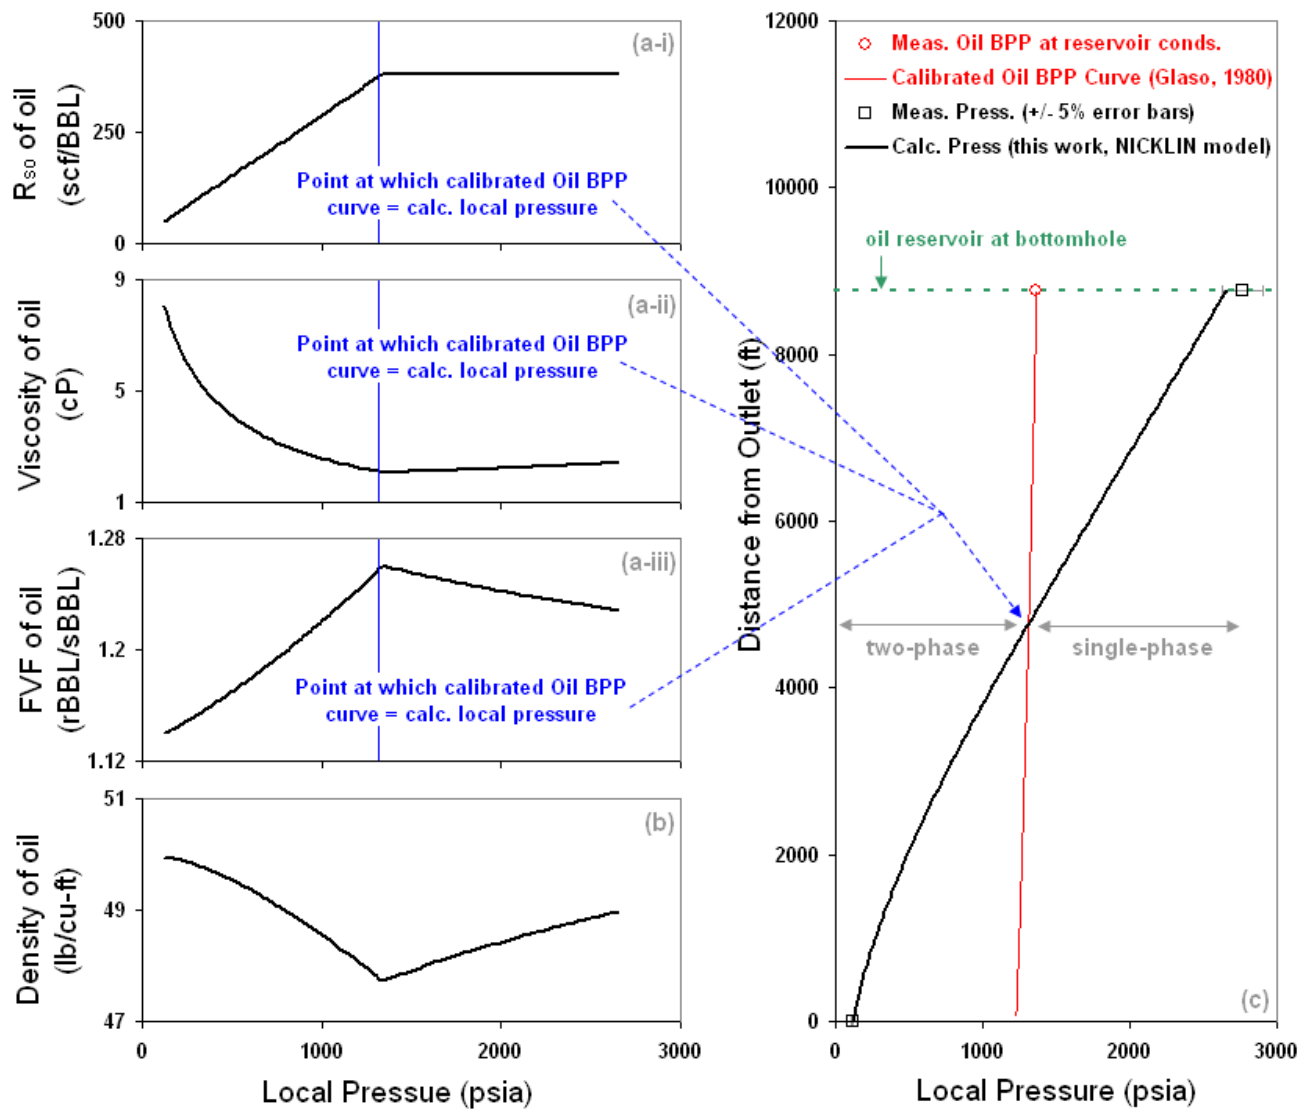 500
250
0
Rso of oil
(scf/BBL)
(a-i)
Point at which calibrated Oil BPP
curve = calc. local pressure
9
5
1
Viscosity of oil
(cP)
(a-ii)
Point at which calibrated Oil BPP
curve = calc. local pressure
1.28
1.2
1.12
FVF of oil
(rBBL/sBBL)
(a-iii)
Point at which calibrated Oil BPP
curve = calc. local pressure
51
49
47
Density of oil
(lb/cu-ft)
(b)
0
1000
2000
3000
Local Pressue (psia)
12000
10000
8000
6000
4000
2000
0
Distance from Outlet (ft)
Meas. Oil BPP at reservoir conds.
Calibrated Oil BPP Curve (Glaso, 1980)
Meas. Press. (+/- 5% error bars)
Calc. Press (this work, NICKLIN model)
oil reservoir at bottomhole
two-phase
single-phase
(c)
0
1000
2000
3000
Local Pressure (psia)